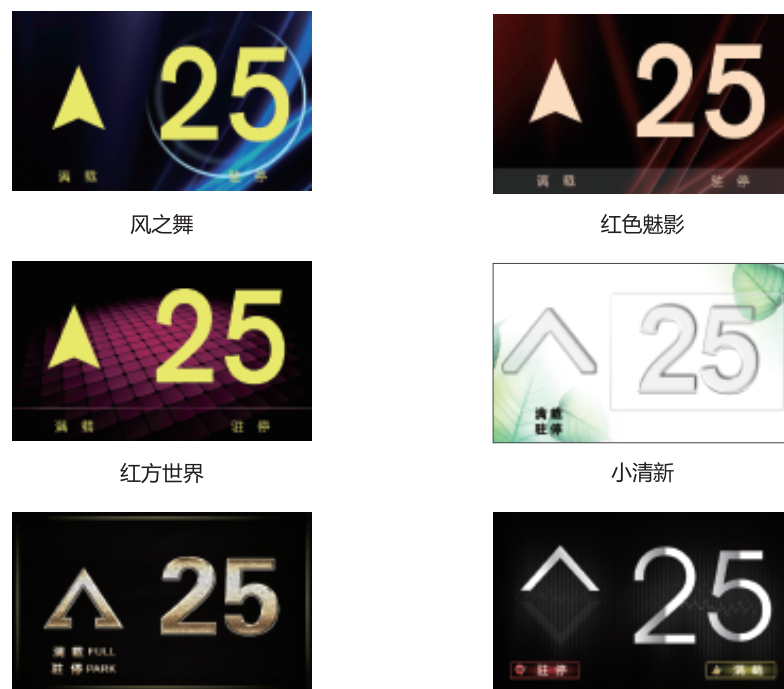 25
25
满 载
驻 停
满 载
驻 停
风之舞
红色魅影
25
25
满 载
驻 停
满 载
驻 停
红方世界
小清新
25
25
满 载 FULL
驻 停 PARK
驻 停
满 载